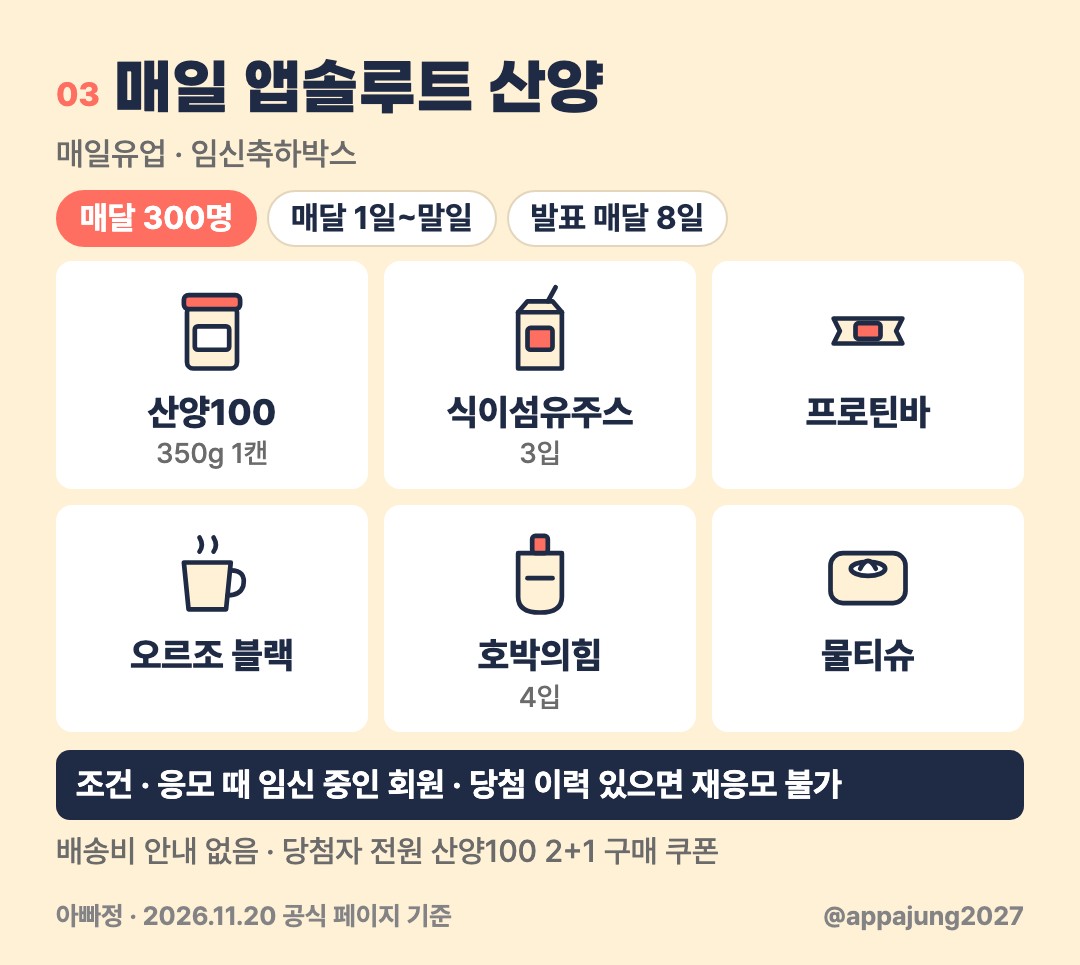 03 매일 앱솔루트 산양
매일유업 · 임신축하박스
매달 300명
매달 1일~말일
발표 매달 8일
산양100
350g 1캔
식이섬유주스
3입
프로틴바
오르조 블랙
호박의힘
4입
물티슈
조건 · 응모 때 임신 중인 회원 · 당첨 이력 있으면 재응모 불가
배송비 안내 없음 · 당첨자 전원 산양100 2+1 구매 쿠폰
아빠정 · 2026.11.20 공식 페이지 기준
@appajung2027